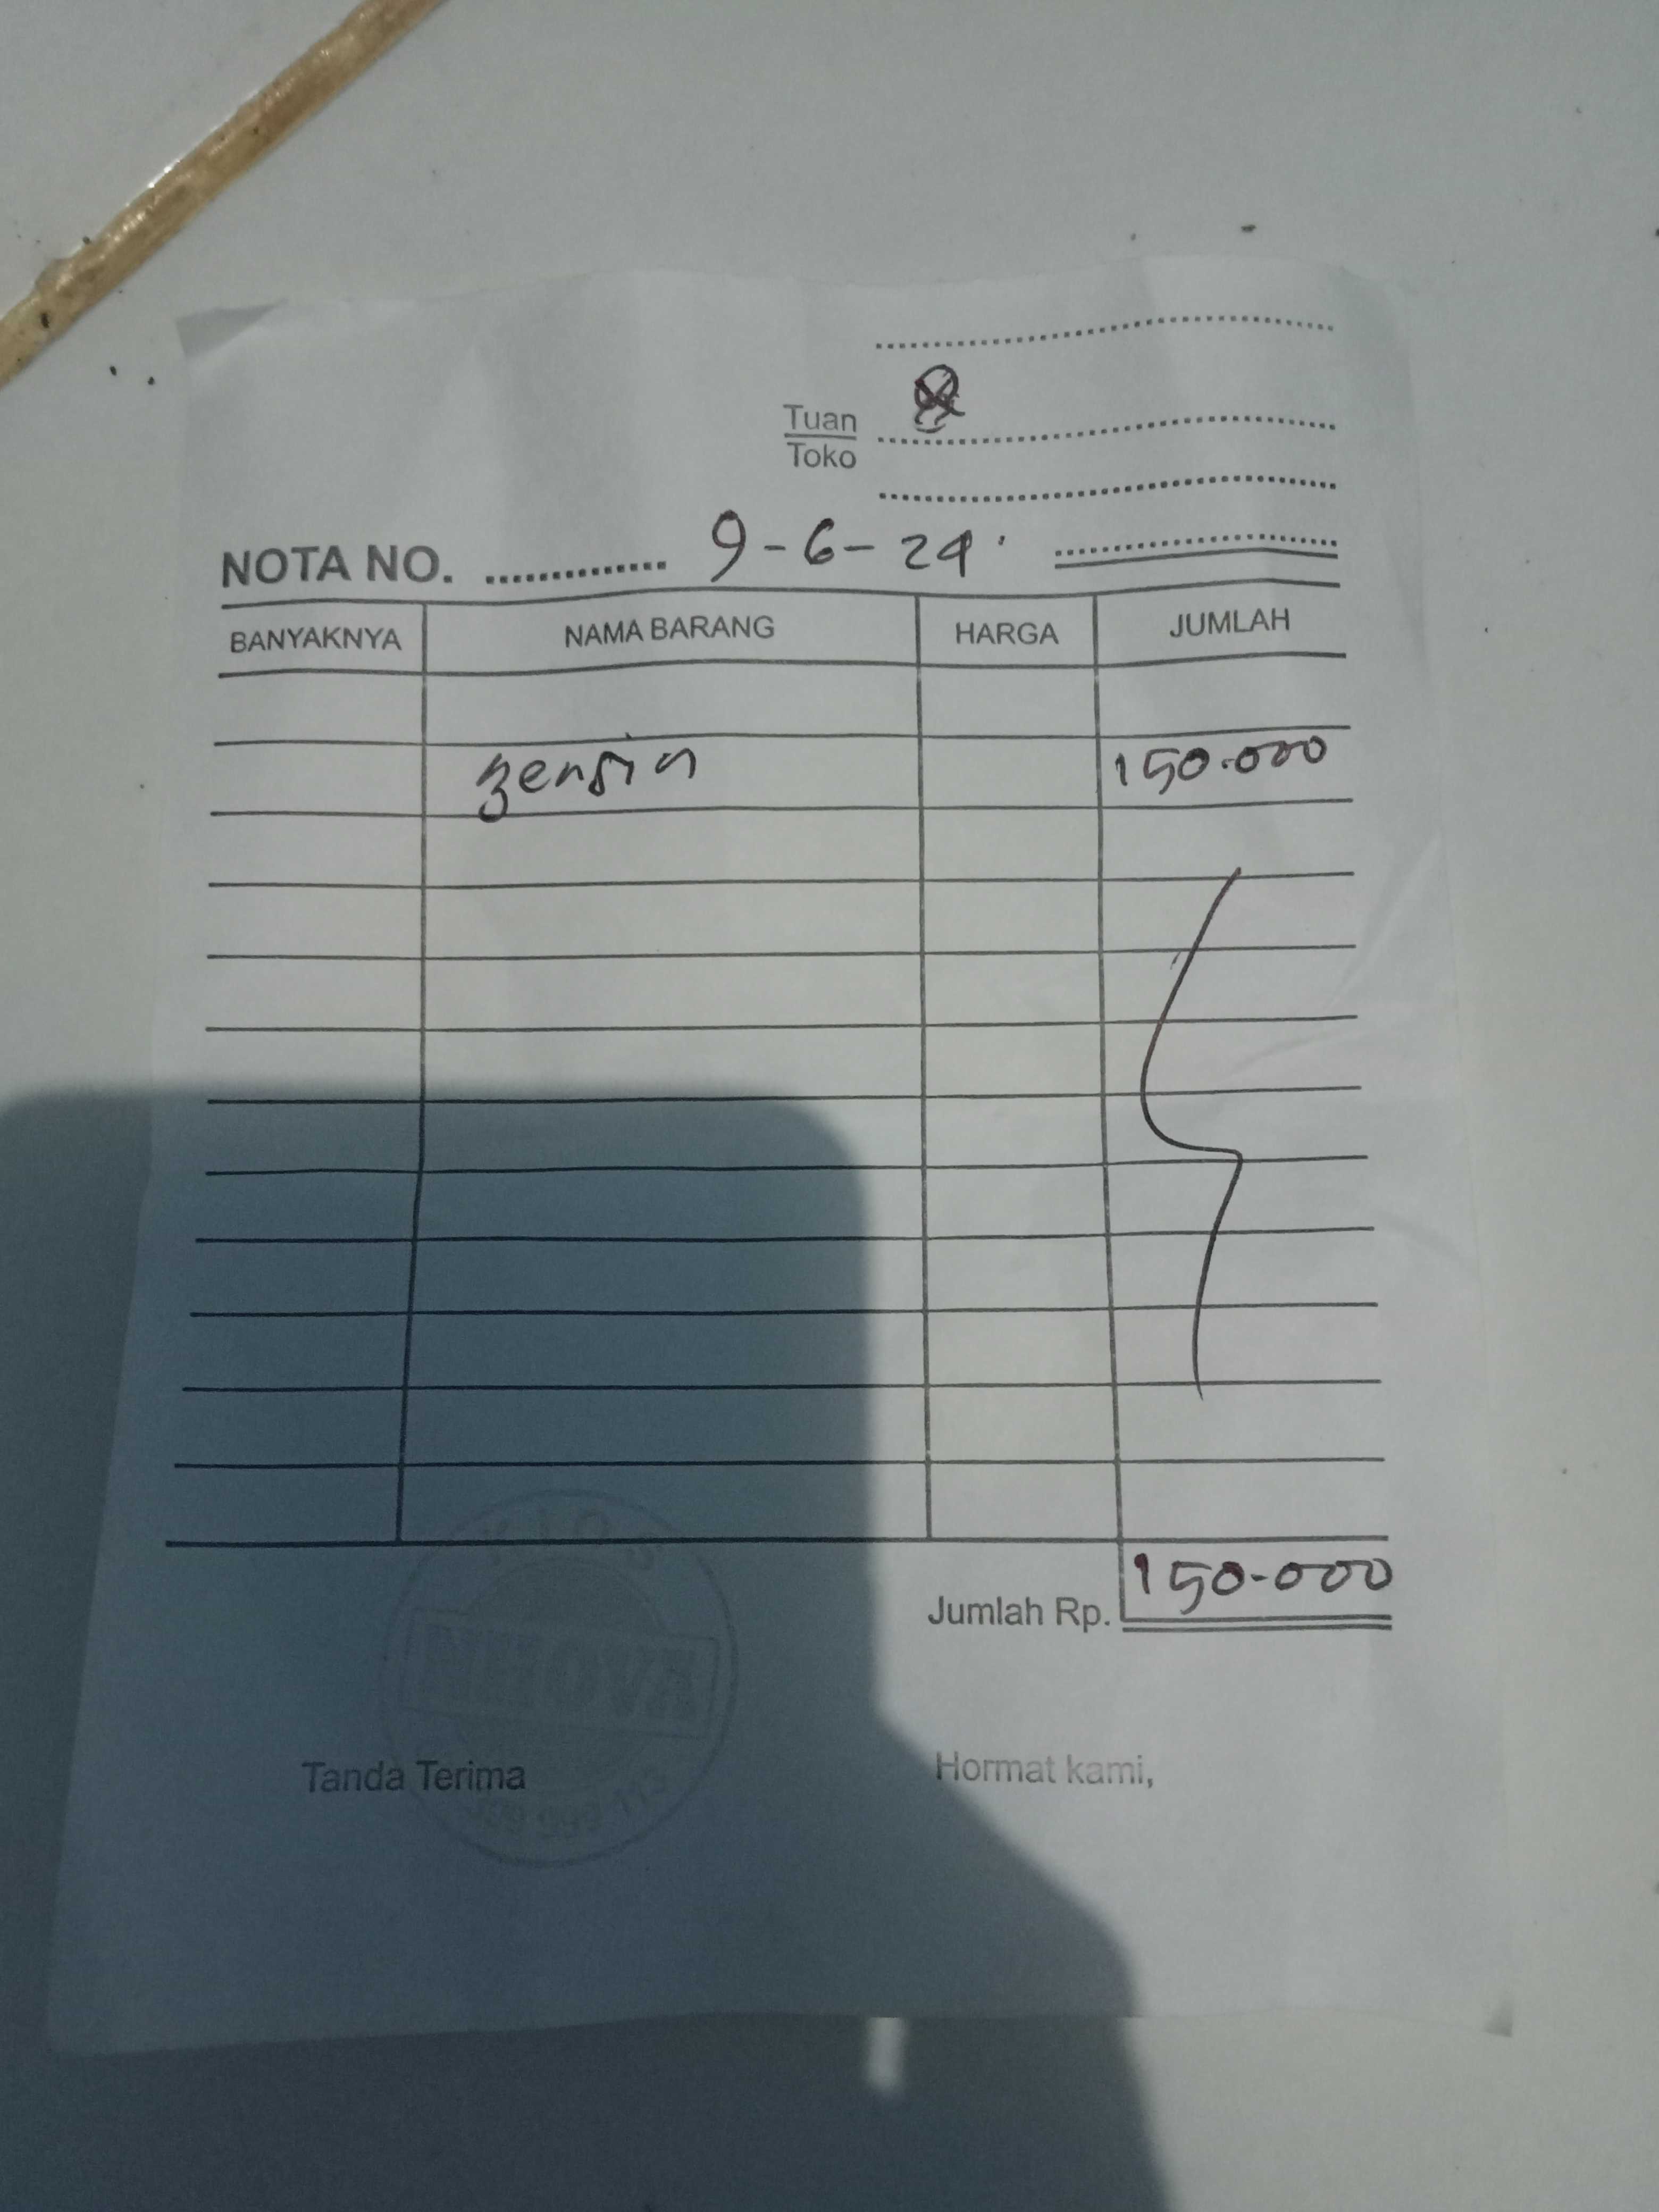 Tuan
Toko
NOTA NO. .............. 9-6-24
BANYAKNYA NAMA BARANG HARGA JUMLAH
bensin 150.000
Jumlah Rp. 150.000
Tanda Terima Hormat kami,